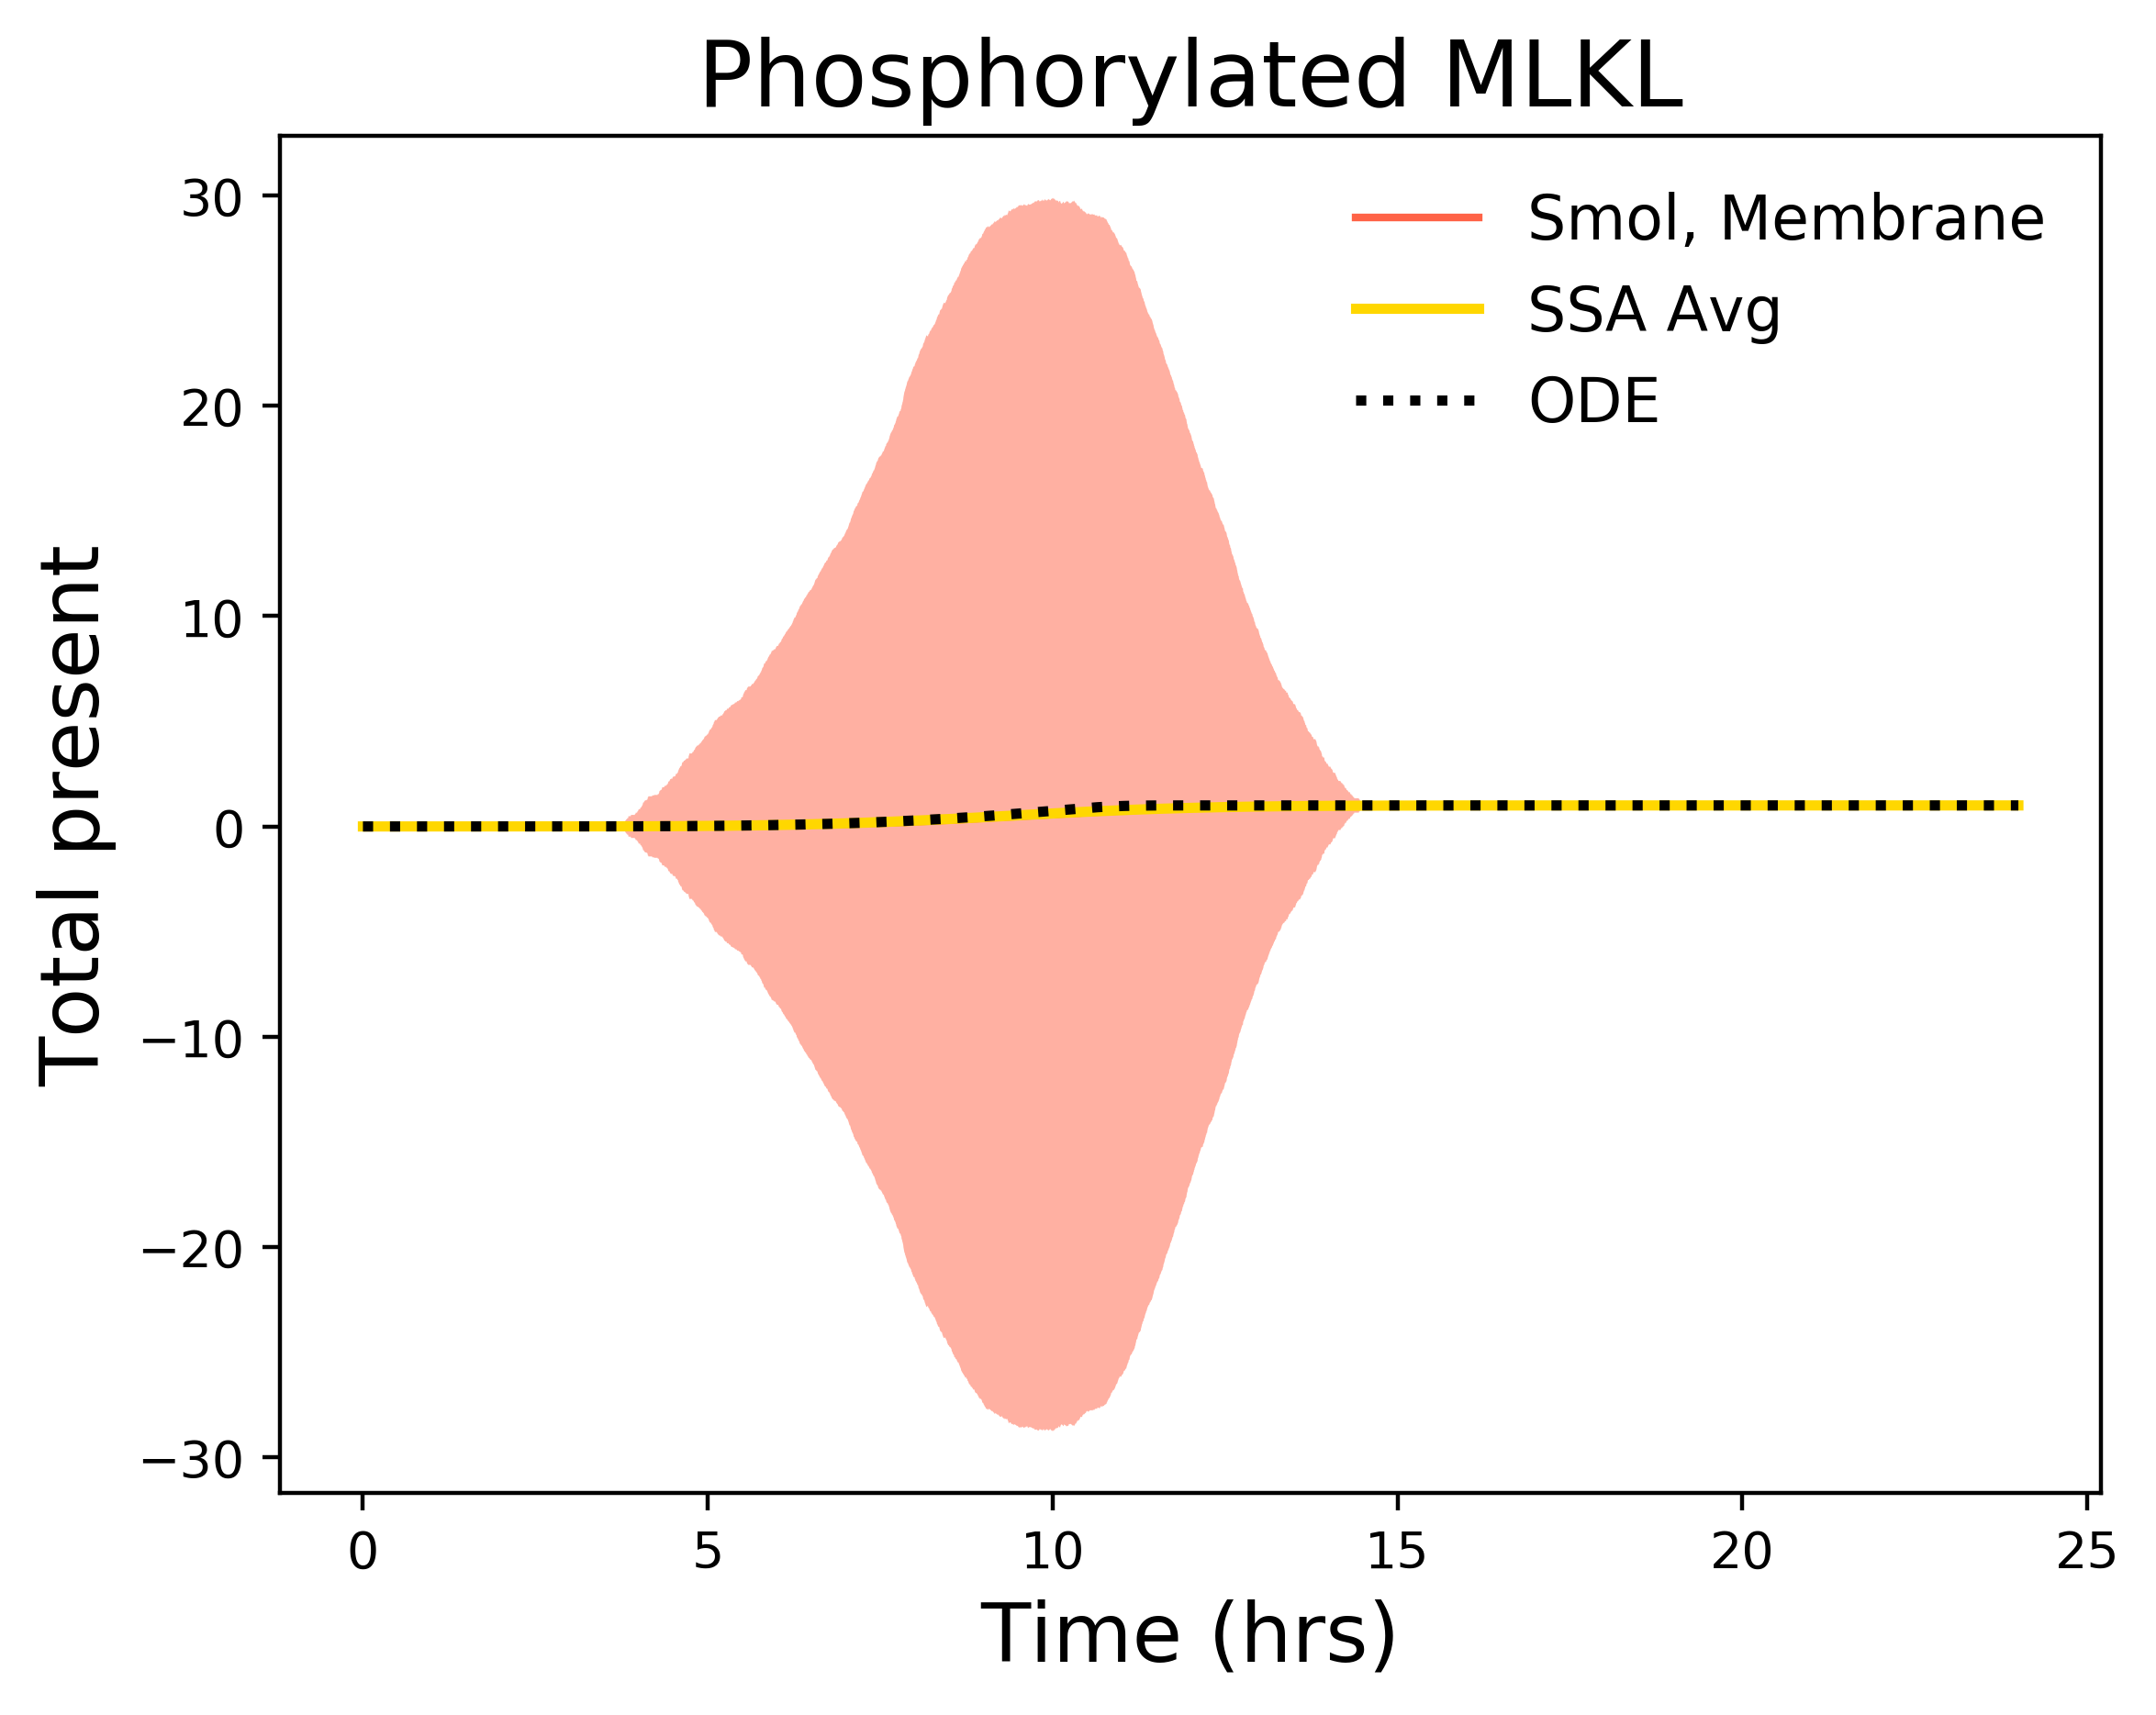 Phosphorylated MLKL
Total present
30
20
10
0
−10
−20
−30
Smol, Membrane
SSA Avg
ODE
0 5 10 15 20 25
Time (hrs)